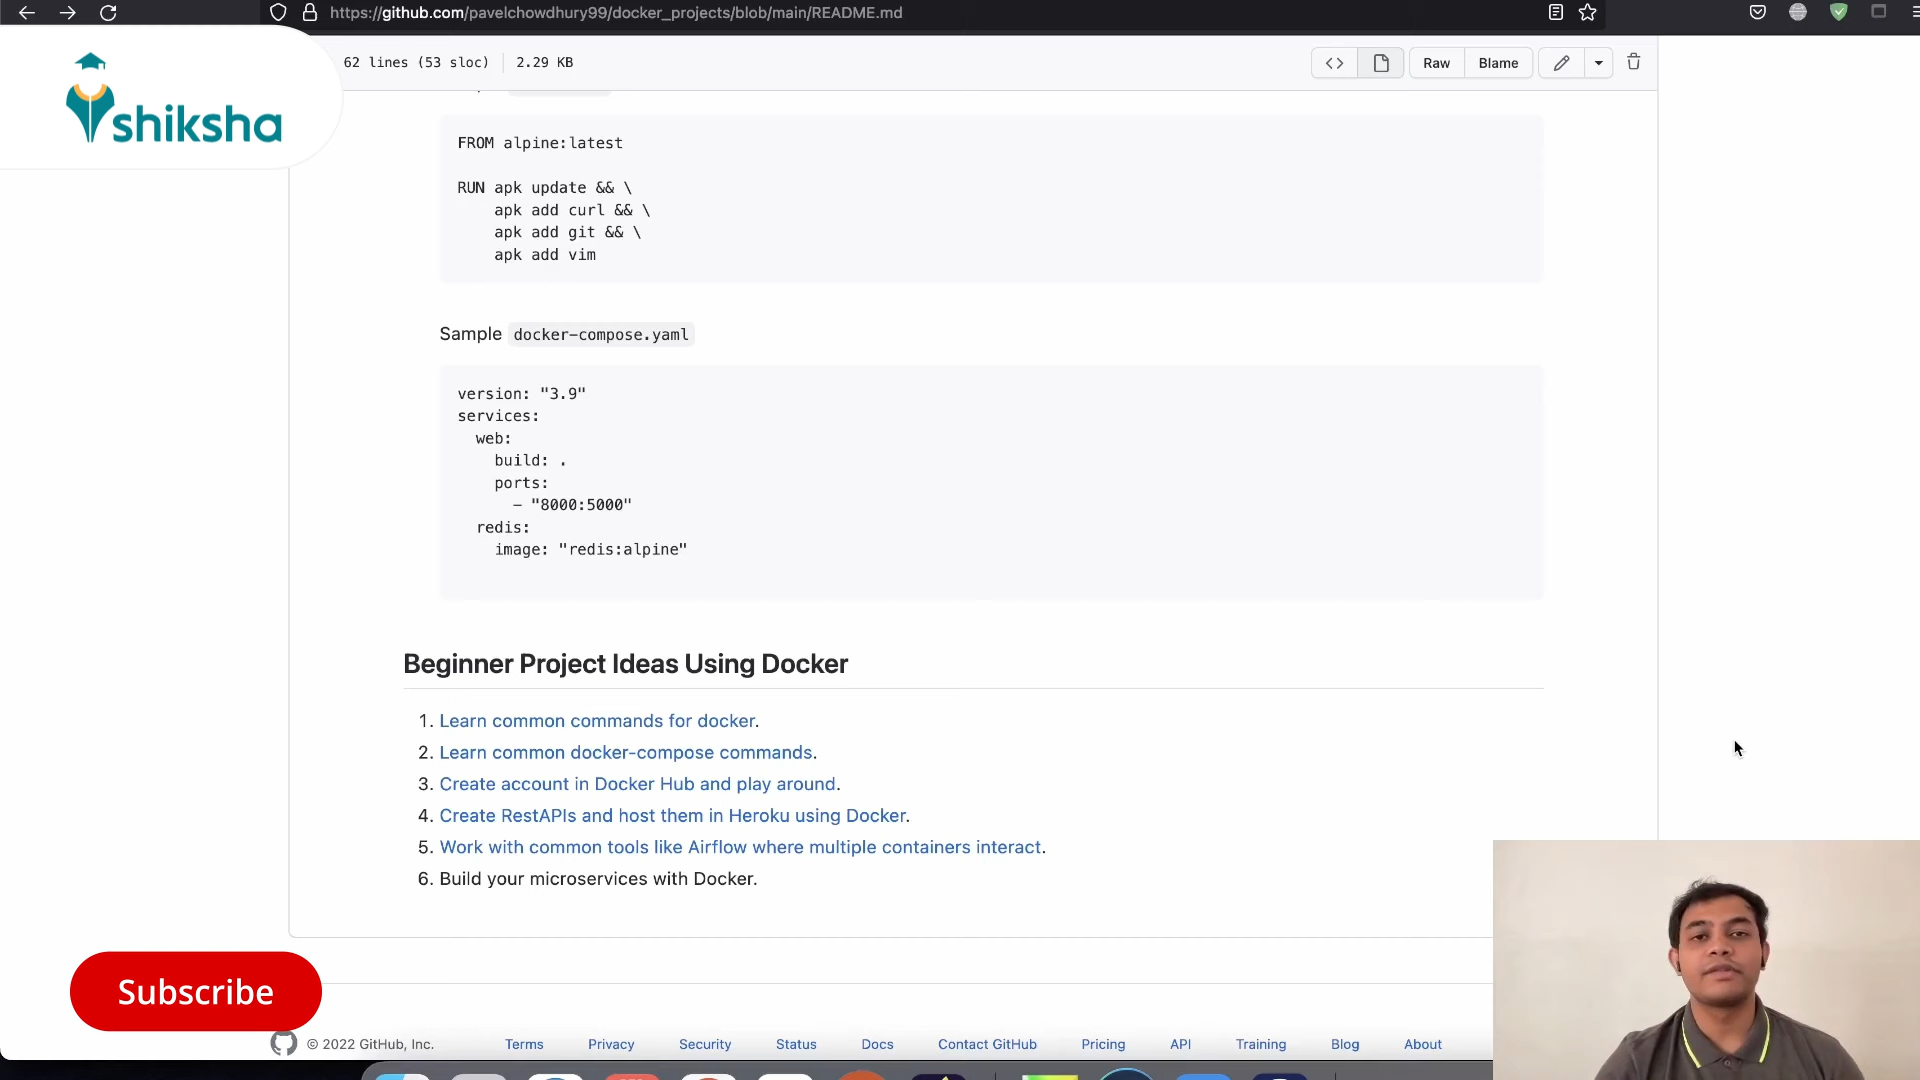 https://github.com/pavelchowdhury99/docker_projects/blob/main/README.md
shiksha
62 lines (53 sloc) 2.29 KB
Raw Blame
FROM alpine:latest
RUN apk update && \
apk add curl && \
apk add git && \
apk add vim
Sample docker-compose.yaml
version: "3.9"
services:
web:
build: .
ports:
- "8000:5000"
redis:
image: "redis:alpine"
Beginner Project Ideas Using Docker
1. Learn common commands for docker.
2. Learn common docker-compose commands.
3. Create account in Docker Hub and play around.
4. Create RestAPIs and host them in Heroku using Docker.
5. Work with common tools like Airflow where multiple containers interact.
6. Build your microservices with Docker.
Subscribe
© 2022 GitHub, Inc. Terms Privacy Security Status Docs Contact GitHub Pricing API Training Blog About